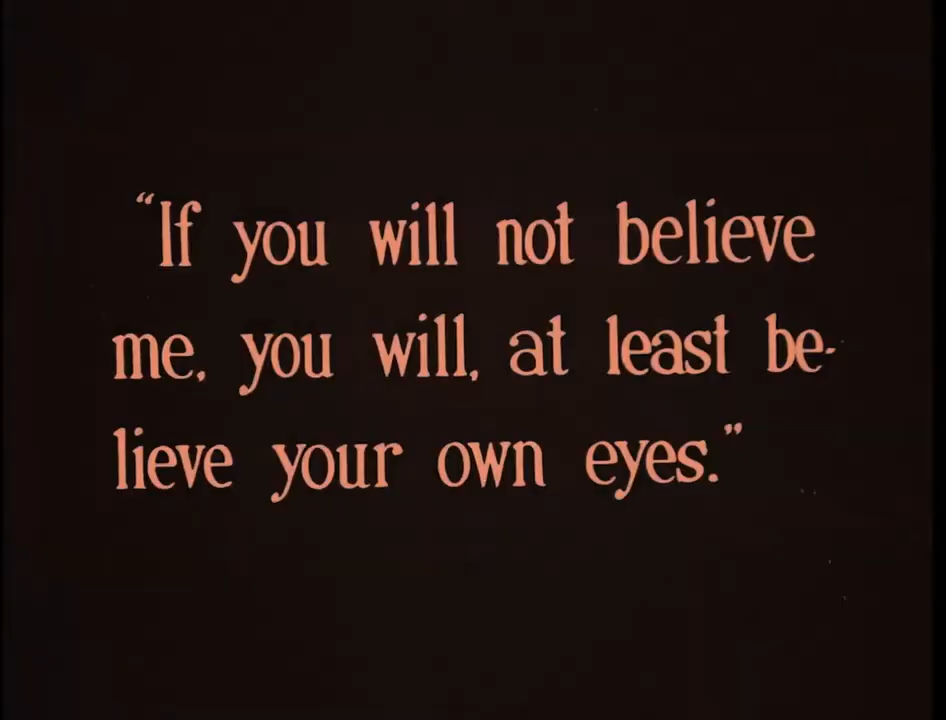 “If you will not believe
me, you will, at least be-
lieve your own eyes.”